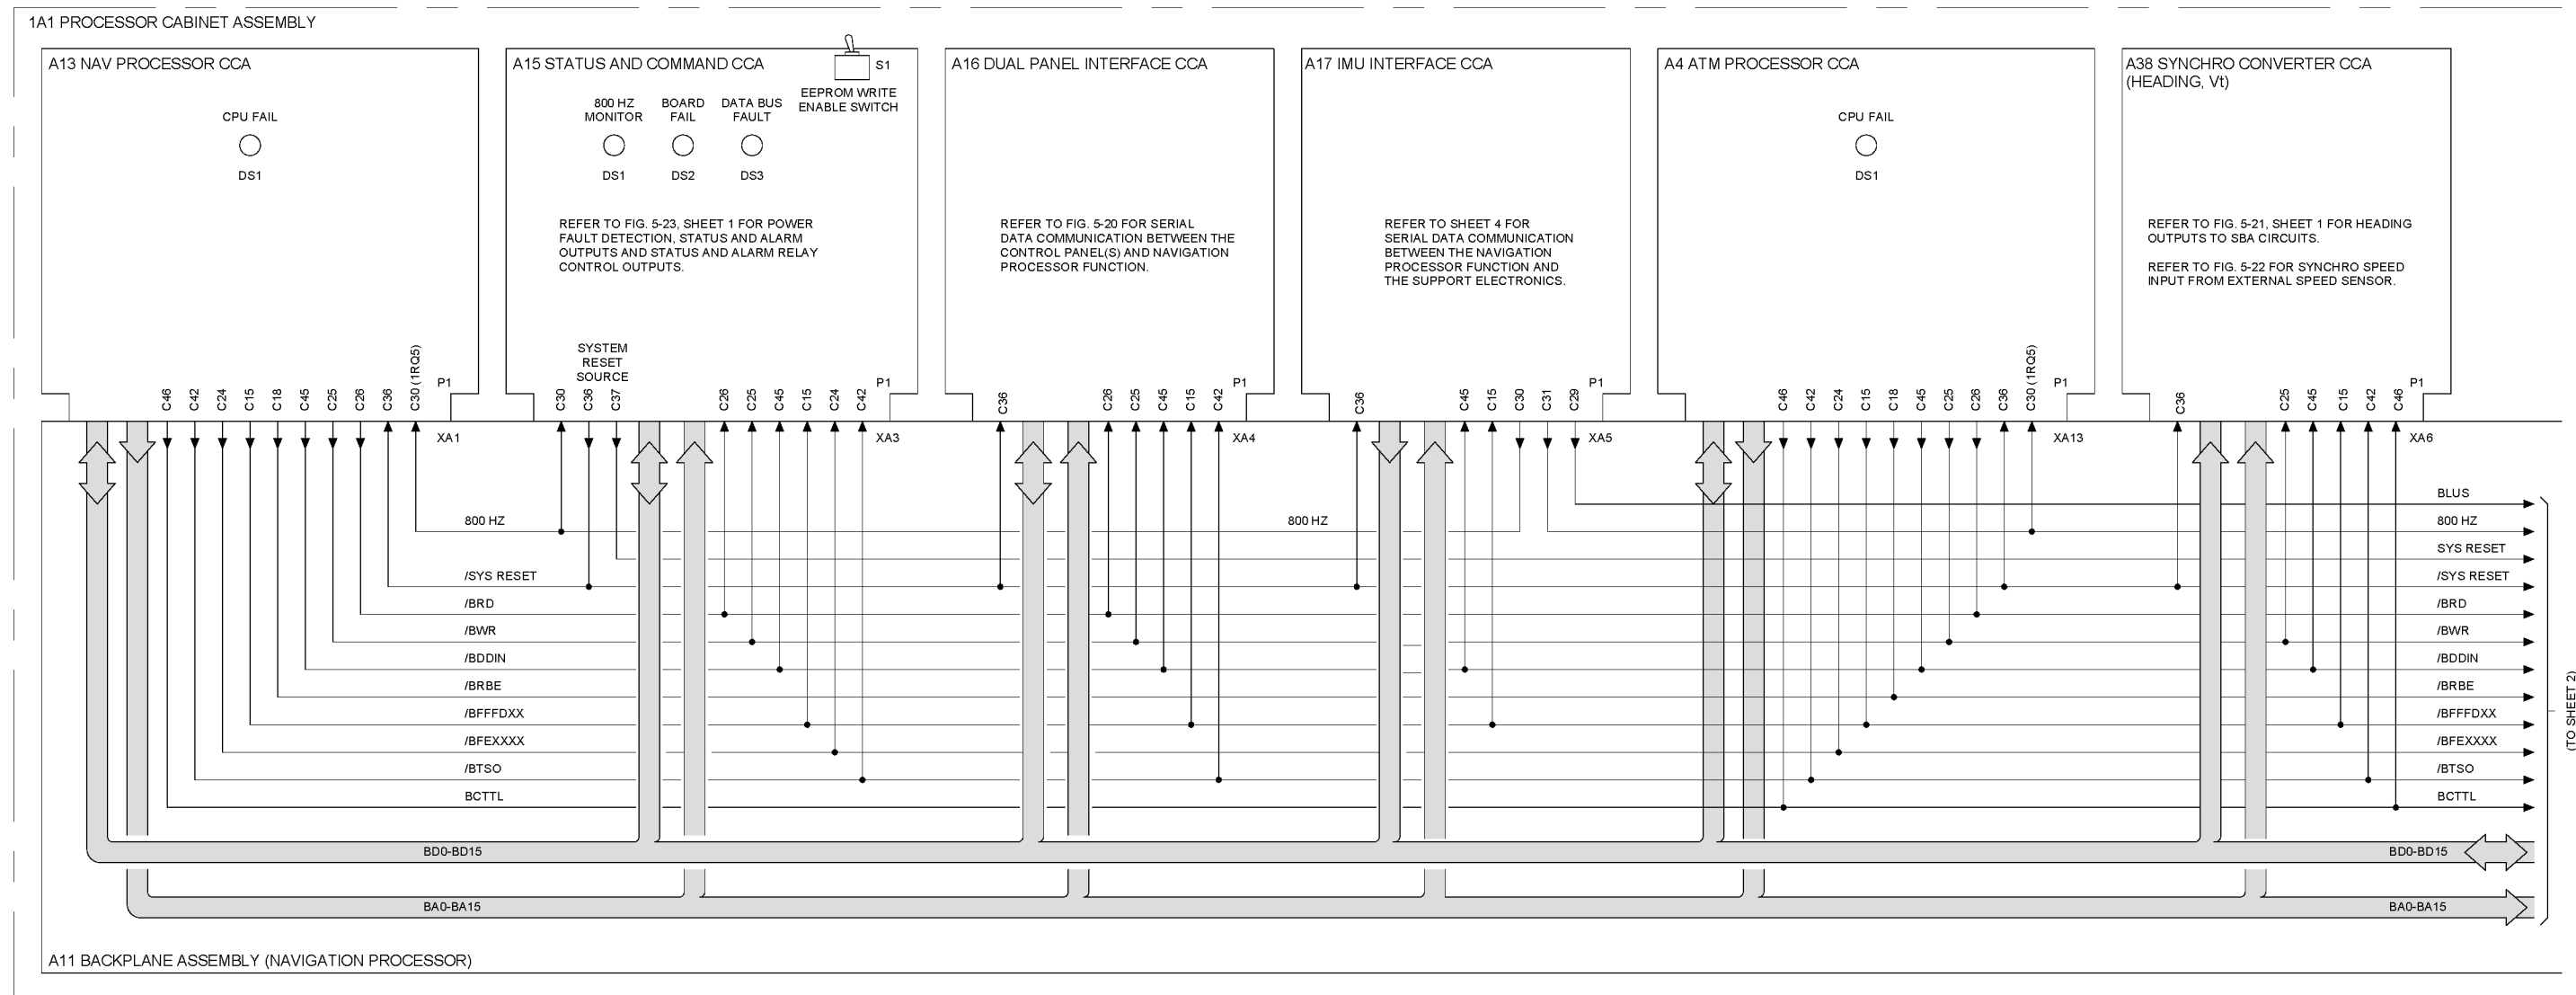 1A1 PROCESSOR CABINET ASSEMBLY
A13 NAV PROCESSOR CCA
CPU FAIL
DS1
C46
C42
C24
C15
C18
C45
C25
C26
C36
C30 (1RQ5)
P1
XA1
A15 STATUS AND COMMAND CCA
S1
EEPROM WRITE
ENABLE SWITCH
800 HZ
MONITOR
BOARD
FAIL
DATA BUS
FAULT
DS1
DS2
DS3
REFER TO FIG. 5-23, SHEET 1 FOR POWER
FAULT DETECTION, STATUS AND ALARM
OUTPUTS AND STATUS AND ALARM RELAY
CONTROL OUTPUTS.
SYSTEM
RESET
SOURCE
C30
C36
C37
C26
C25
C45
C15
C24
C42
P1
XA3
A16 DUAL PANEL INTERFACE CCA
REFER TO FIG. 5-20 FOR SERIAL
DATA COMMUNICATION BETWEEN THE
CONTROL PANEL(S) AND NAVIGATION
PROCESSOR FUNCTION.
C36
C26
C25
C45
C15
C42
P1
XA4
A17 IMU INTERFACE CCA
REFER TO SHEET 4 FOR
SERIAL DATA COMMUNICATION
BETWEEN THE NAVIGATION
PROCESSOR FUNCTION AND
THE SUPPORT ELECTRONICS.
C36
C45
C15
C30
C31
C29
P1
XA5
A4 ATM PROCESSOR CCA
CPU FAIL
DS1
C46
C42
C24
C15
C18
C45
C25
C26
C36
C30 (1RQ5)
P1
XA13
A38 SYNCHRO CONVERTER CCA
(HEADING, Vt)
REFER TO FIG. 5-21, SHEET 1 FOR HEADING
OUTPUTS TO SBA CIRCUITS.
REFER TO FIG. 5-22 FOR SYNCHRO SPEED
INPUT FROM EXTERNAL SPEED SENSOR.
C36
C25
C45
C15
C42
C46
P1
XA6
BLUS
800 HZ
800 HZ
800 HZ
SYS RESET
/SYS RESET
/SYS RESET
/BRD
/BRD
/BWR
/BWR
/BDDIN
/BDDIN
/BRBE
/BRBE
/BFFFDXX
/BFFFDXX
/BFEXXXX
/BFEXXXX
/BTSO
/BTSO
BCTTL
BCTTL
(TO SHEET 2)
BD0-BD15
BD0-BD15
BA0-BA15
BA0-BA15
A11 BACKPLANE ASSEMBLY (NAVIGATION PROCESSOR)